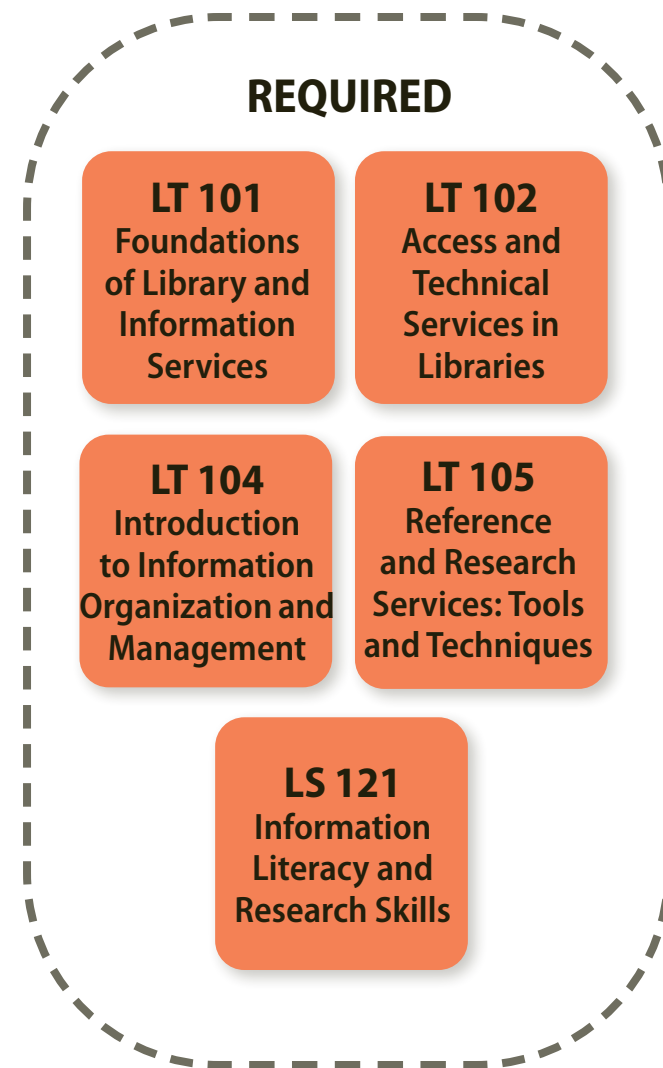 REQUIRED
LT 101
Foundations
of Library and
Information
Services
LT 102
Access and
Technical
Services in
Libraries
LT 104
Introduction
to Information
Organization and
Management
LT 105
Reference
and Research
Services: Tools
and Techniques
LS 121
Information
Literacy and
Research Skills